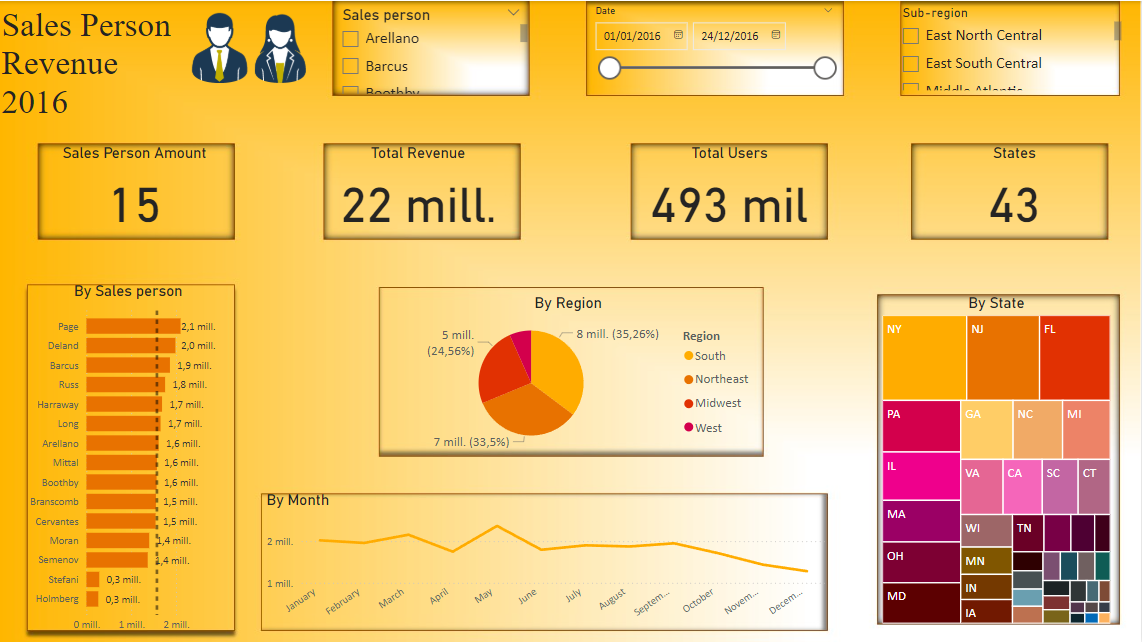 Sales Person
Revenue
2016
Sales person
Arellano
Barcus
Boothby
Date
01/01/2016
24/12/2016
Sub-region
East North Central
East South Central
Middle Atlantic
Sales Person Amount
15
Total Revenue
22 mill.
Total Users
493 mil
States
43
By Sales person
Page 2,1 mill.
Deland 2,0 mill.
Barcus 1,9 mill.
Russ 1,8 mill.
Harraway 1,7 mill.
Long 1,7 mill.
Arellano 1,6 mill.
Mittal 1,6 mill.
Boothby 1,6 mill.
Branscomb 1,5 mill.
Cervantes 1,5 mill.
Moran 1,4 mill.
Semenov 1,4 mill.
Stefani 0,3 mill.
Holmberg 0,3 mill.
0 mill. 1 mill. 2 mill.
By Region
8 mill. (35,26%)
7 mill. (33,5%)
5 mill.
(24,56%)
Region
South
Northeast
Midwest
West
By Month
2 mill.
1 mill.
January
February
March
April
May
June
July
August
Septem...
October
Novem...
Decem...
By State
NY
NJ
FL
PA
GA
NC
MI
IL
VA
CA
SC
CT
MA
WI
TN
OH
MN
IN
MD
IA